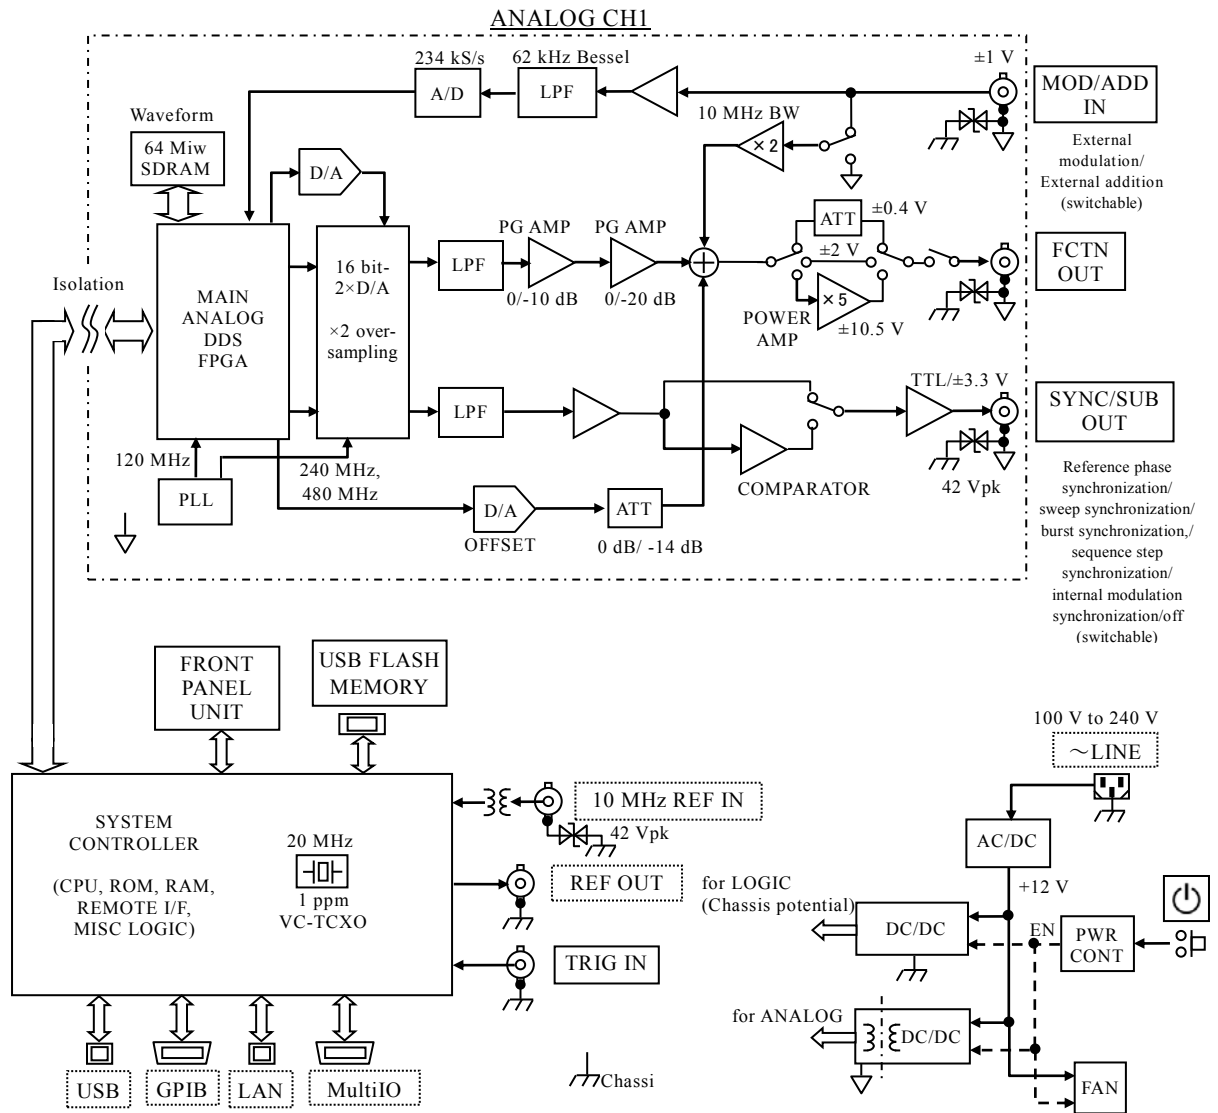 ANALOG CH1
234 kS/s
62 kHz Bessel
±1 V
A/D
LPF
MOD/ADD
IN
10 MHz BW
×2
External
modulation/
External addition
(switchable)
Waveform
64 Miw
SDRAM
D/A
PG AMP
0/-10 dB
PG AMP
0/-20 dB
LPF
ATT
±0.4 V
±2 V
×5
POWER
AMP
±10.5 V
FCTN
OUT
Isolation
MAIN
ANALOG
DDS
FPGA
16 bit-
2×D/A
×2 over-
sampling
LPF
COMPARATOR
TTL/±3.3 V
SYNC/SUB
OUT
42 Vpk
120 MHz
PLL
240 MHz,
480 MHz
D/A
OFFSET
ATT
0 dB/ -14 dB
Reference phase
synchronization/
sweep synchronization/
burst synchronization,/
sequence step
synchronization/
internal modulation
synchronization/off
(switchable)
FRONT
PANEL
UNIT
USB FLASH
MEMORY
SYSTEM
CONTROLLER
(CPU, ROM, RAM,
REMOTE I/F,
MISC LOGIC)
20 MHz
1 ppm
VC-TCXO
10 MHz REF IN
42 Vpk
REF OUT
TRIG IN
USB
GPIB
LAN
MultiIO
Chassi
100 V to 240 V
～LINE
AC/DC
+12 V
for LOGIC
(Chassis potential)
DC/DC
EN
PWR
CONT
for ANALOG
DC/DC
FAN